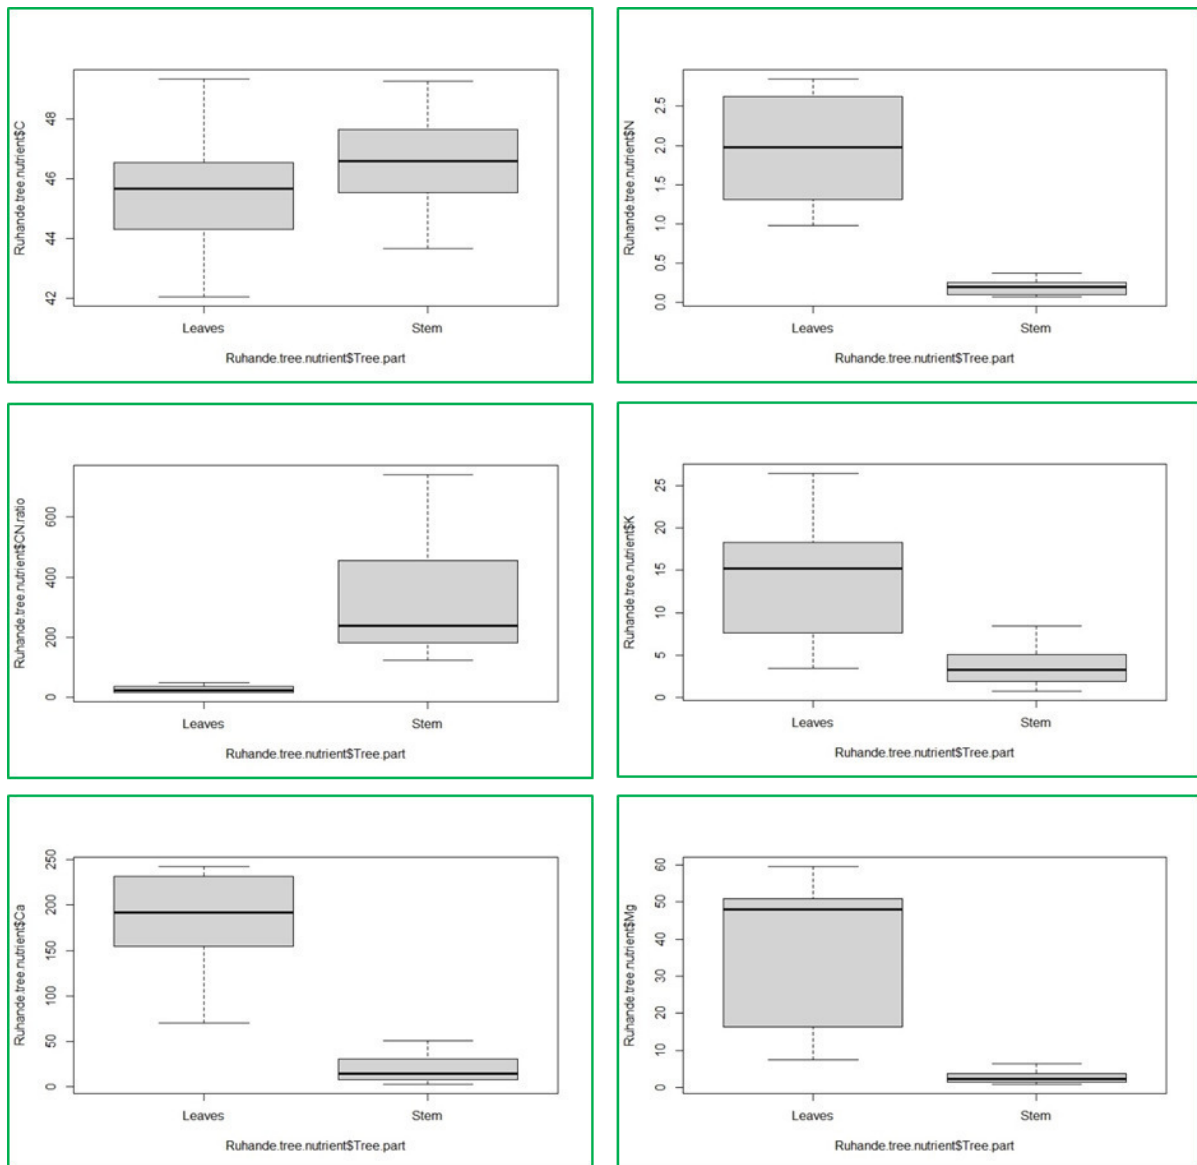 Ruhande.tree.nutrient$C
48
46
44
42
Leaves Stem
Ruhande.tree.nutrient$Tree.part
Ruhande.tree.nutrient$N
2.5
2.0
1.5
1.0
0.5
0.0
Leaves Stem
Ruhande.tree.nutrient$Tree.part
Ruhande.tree.nutrient$CN.ratio
600
400
200
0
Leaves Stem
Ruhande.tree.nutrient$Tree.part
Ruhande.tree.nutrient$K
25
20
15
10
5
0
Leaves Stem
Ruhande.tree.nutrient$Tree.part
Ruhande.tree.nutrient$Ca
250
200
150
100
50
0
Leaves Stem
Ruhande.tree.nutrient$Tree.part
Ruhande.tree.nutrient$Mg
60
50
40
30
20
10
0
Leaves Stem
Ruhande.tree.nutrient$Tree.part